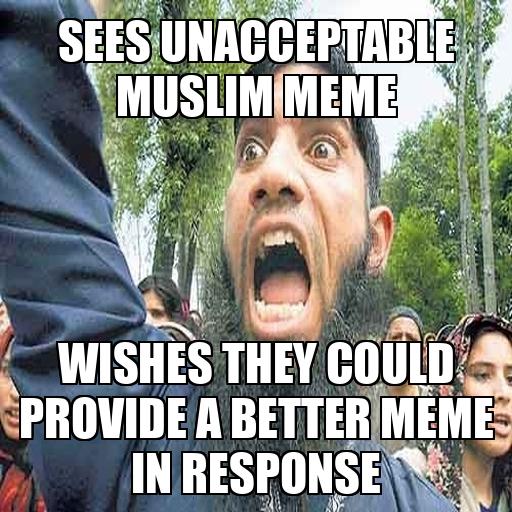 SEES UNACCEPTABLE
MUSLIM MEME
WISHES THEY COULD
PROVIDE A BETTER MEME
IN RESPONSE